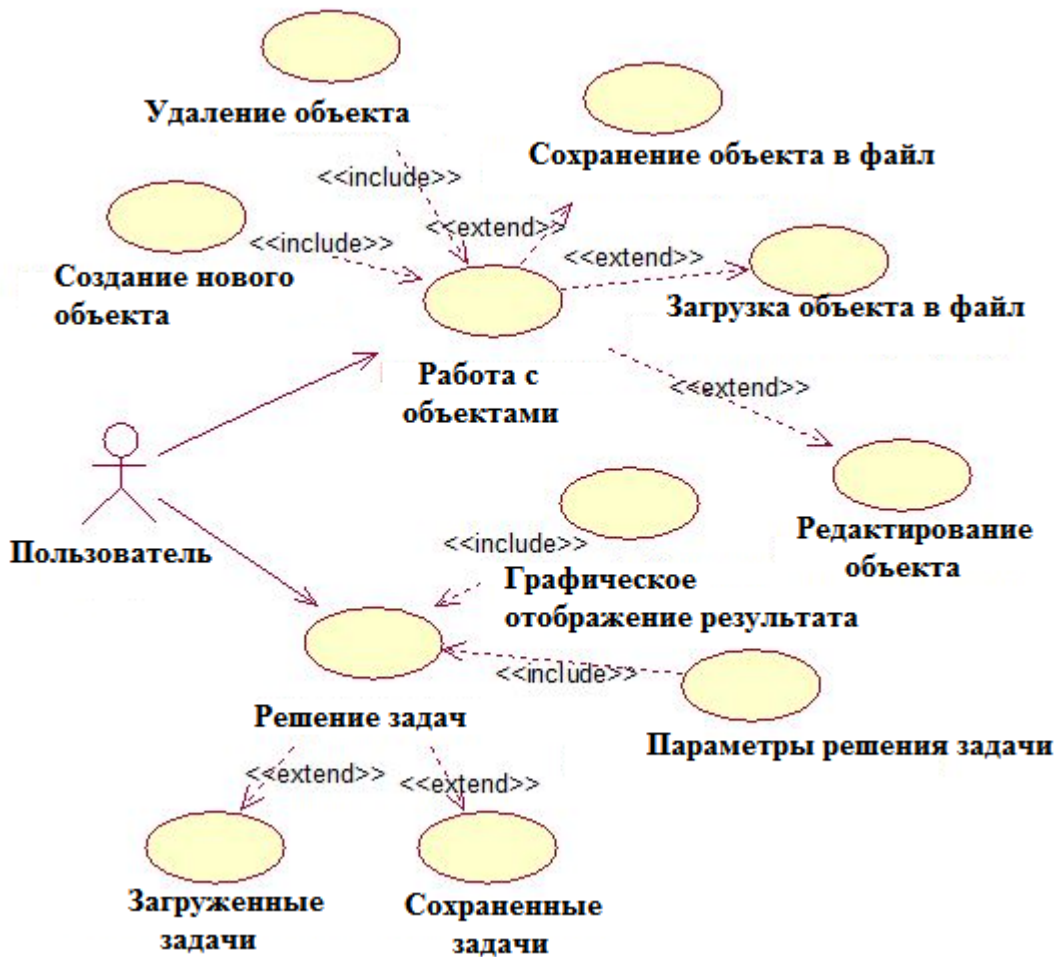 Удаление объекта
Сохранение объекта в файл
<<include>>
<<extend>>
<<include>>
<<extend>>
Создание нового
объекта
Загрузка объекта в файл
Работа с
объектами
<<extend>>
Пользователь
Редактирование
объекта
<<include>>
Графическое
отображение результата
<<include>>
Решение задач
Параметры решения задачи
<<extend>>
<<extend>>
Загруженные
задачи
Сохраненные
задачи